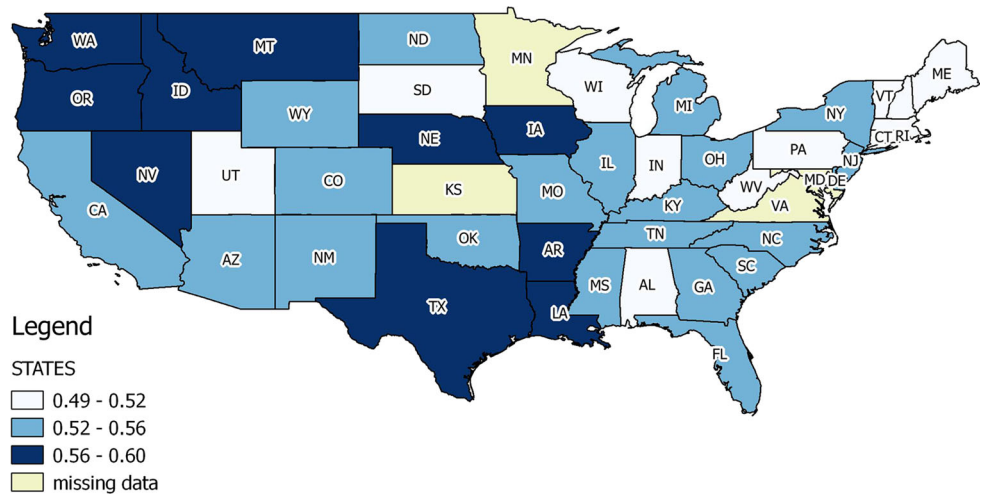 WA
MT
ND
MN
OR
ID
WY
SD
WI
MI
ME
VT
NY
CT
RI
NE
IA
NV
UT
CO
KS
MO
IL
IN
OH
PA
NJ
WV
MD
DE
VA
KY
CA
AZ
NM
OK
AR
TN
NC
SC
TX
LA
MS
AL
GA
FL
Legend
STATES
0.49 - 0.52
0.52 - 0.56
0.56 - 0.60
missing data